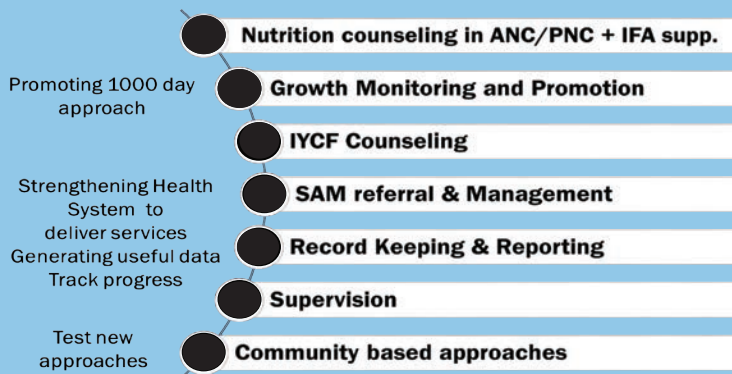 Nutrition counseling in ANC/PNC + IFA supp.
Promoting 1000 day
approach
Growth Monitoring and Promotion
IYCF Counseling
Strengthening Health
System to
deliver services
Generating useful data
Track progress
SAM referral & Management
Record Keeping & Reporting
Supervision
Test new
approaches
Community based approaches